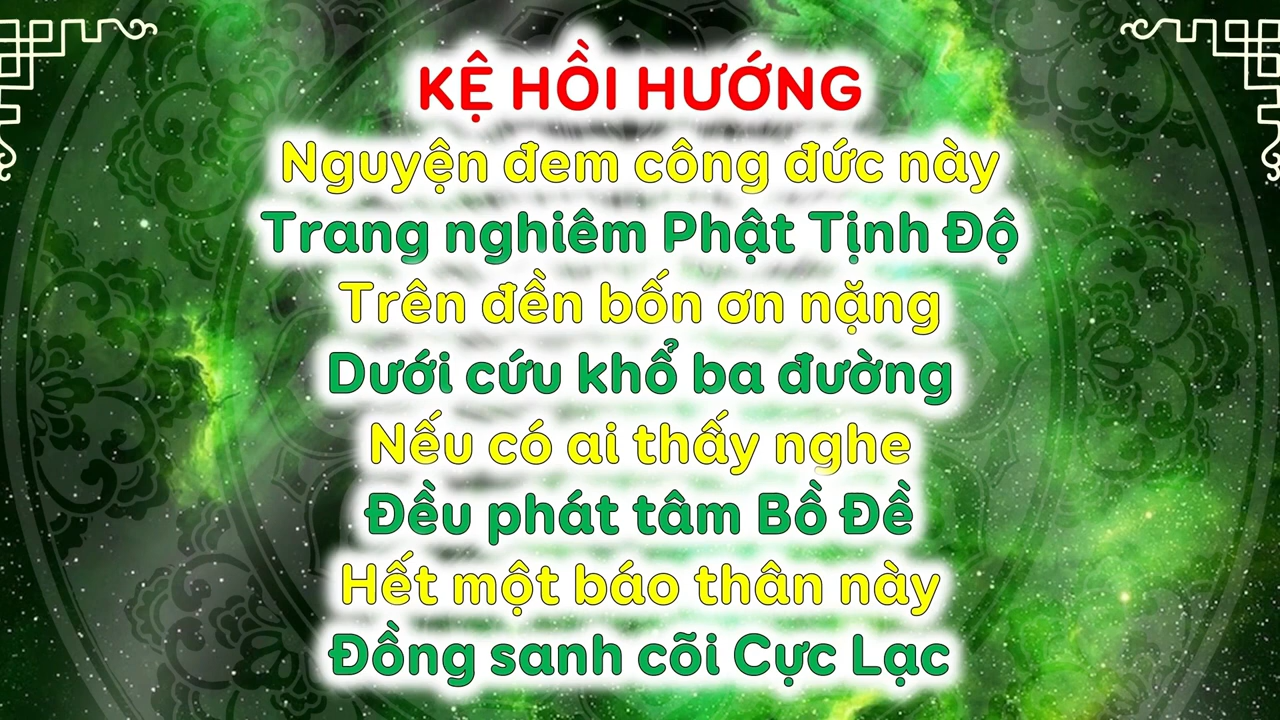 KỆ HỒI HƯỚNG
Nguyện đem công đức này
Trang nghiêm Phật Tịnh Độ
Trên đền bốn ơn nặng
Dưới cứu khổ ba đường
Nếu có ai thấy nghe
Đều phát tâm Bồ Đề
Hết một báo thân này
Đồng sanh cõi Cực Lạc